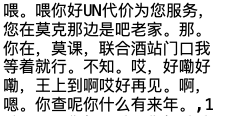 喂。喂你好UN代价为您服务,
您在莫克那边是吧老家。那。
你在，莫课，联合酒站门口我
等着就行。不知。哎，好嘞好
嘞，王上到啊哎好再见。啊，
嗯。你查呢你什么有来年。,1